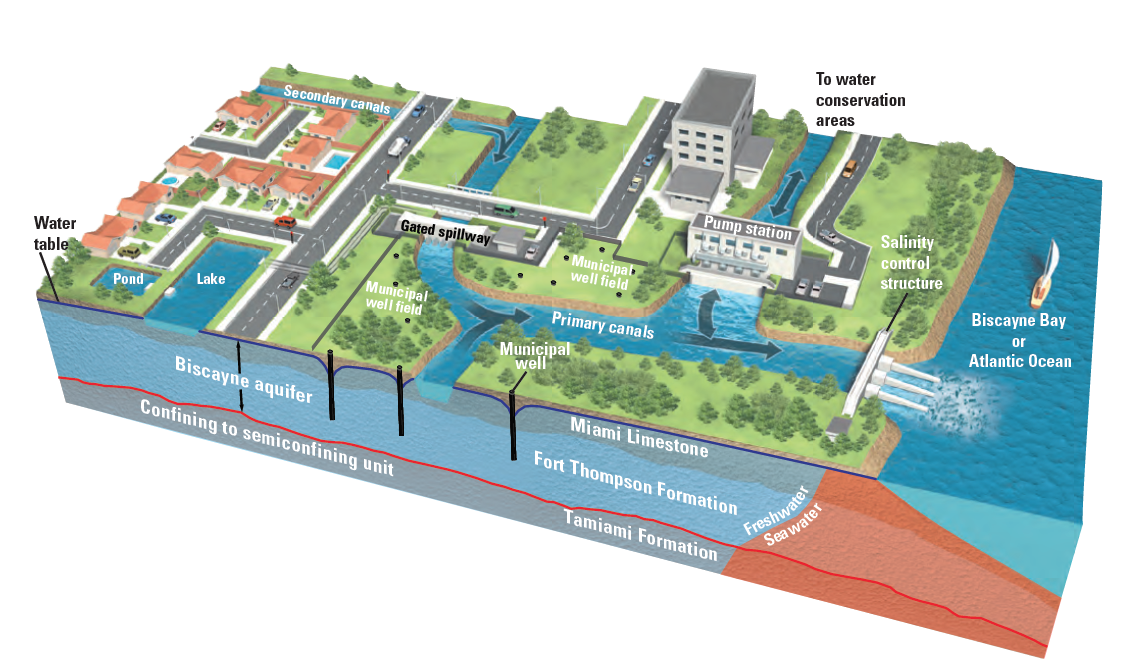 Secondary canals
To water
conservation
areas
Water
table
Gated spillway
Pump station
Salinity
control
structure
Pond
Lake
Municipal
well field
Municipal
well field
Primary canals
Biscayne Bay
or
Atlantic Ocean
Municipal
well
Biscayne aquifer
Confining to semiconfining unit
Miami Limestone
Fort Thompson Formation
Freshwater
Seawater
Tamiami Formation